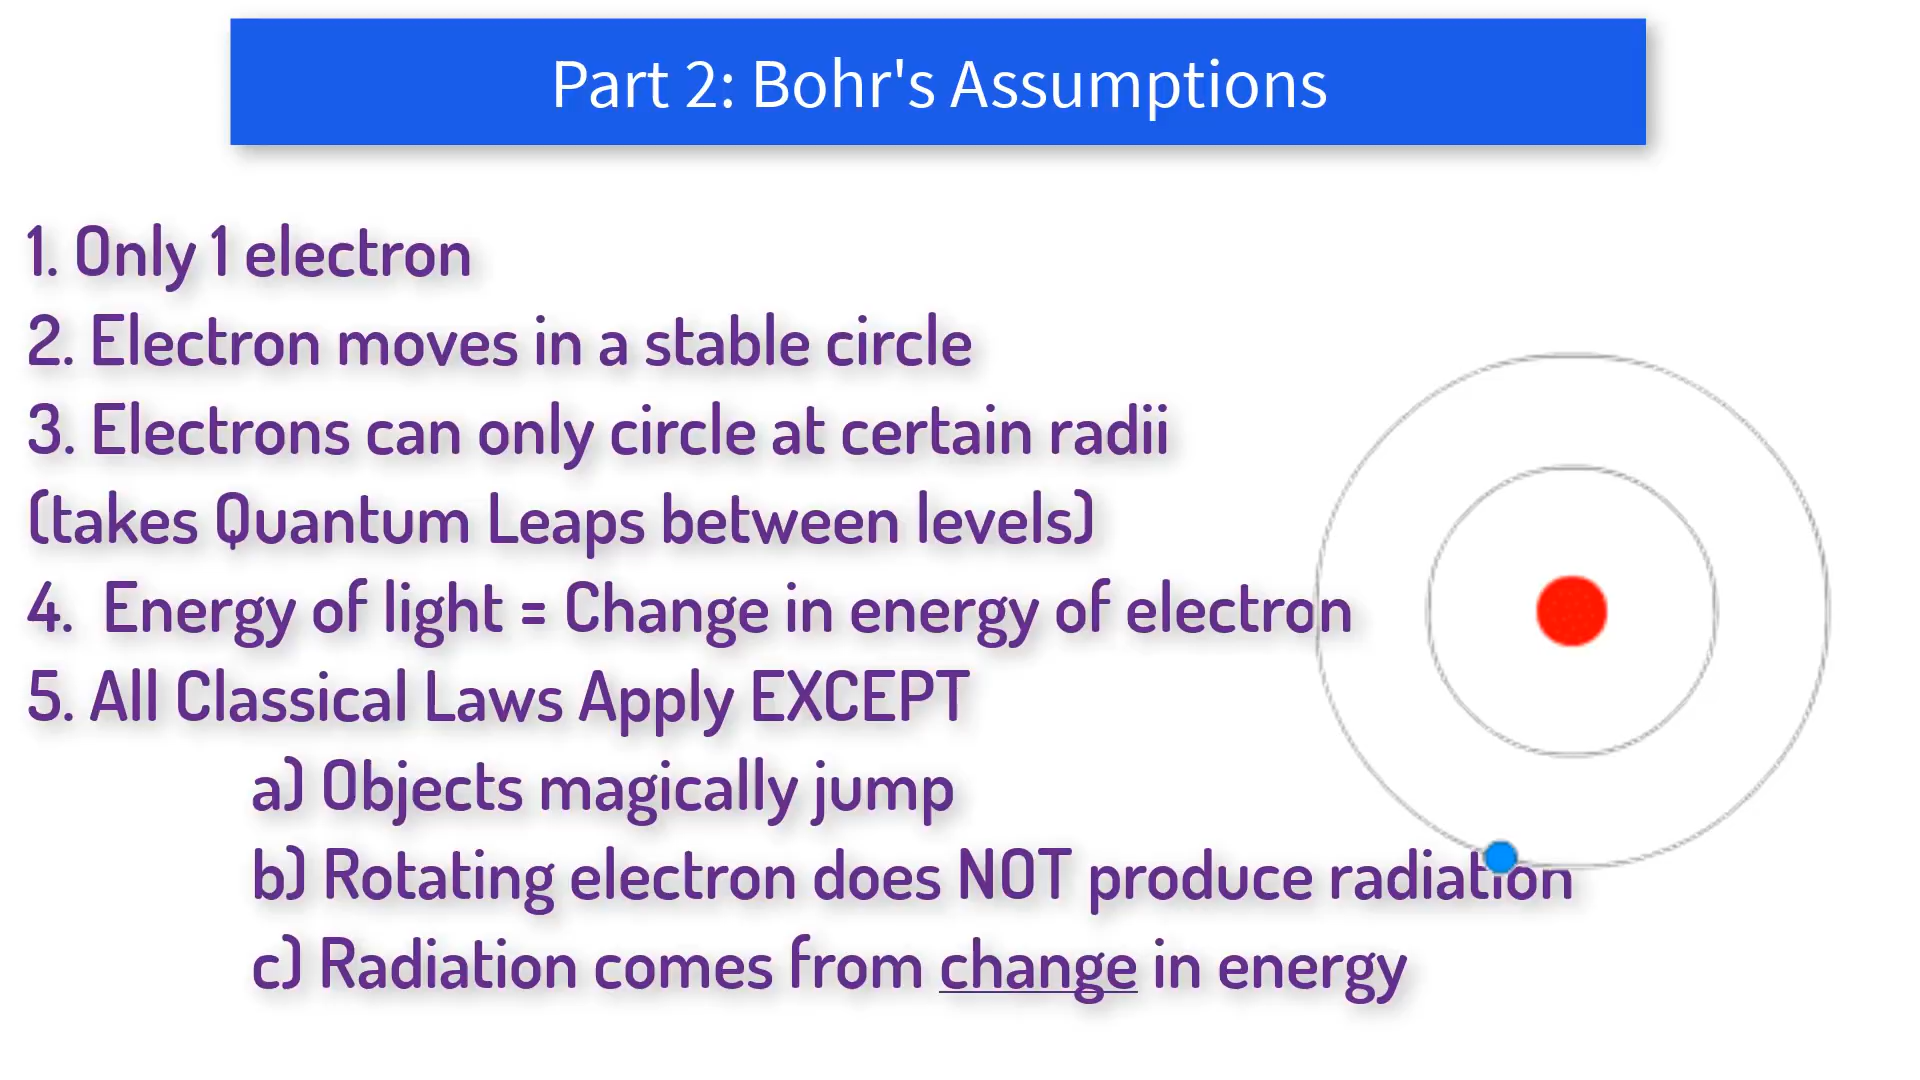 Part 2: Bohr's Assumptions
1. Only 1 electron
2. Electron moves in a stable circle
3. Electrons can only circle at certain radii
(takes Quantum Leaps between levels)
4. Energy of light = Change in energy of electron
5. All Classical Laws Apply EXCEPT
a) Objects magically jump
b) Rotating electron does NOT produce radiation
c) Radiation comes from change in energy